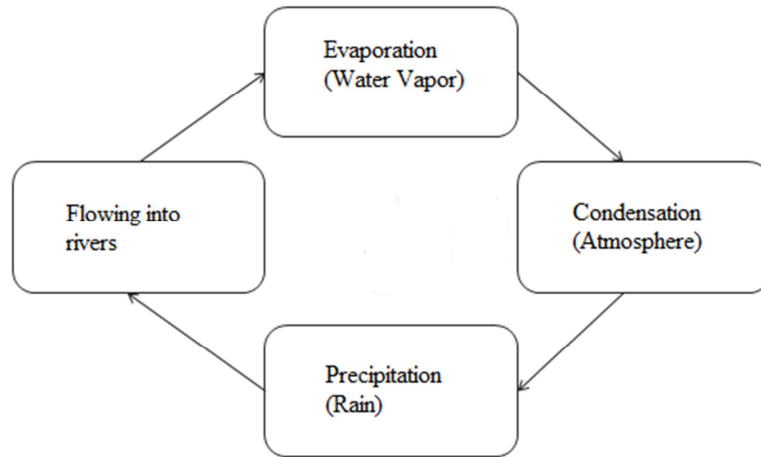 Evaporation
(Water Vapor)
Flowing into
rivers
Condensation
(Atmosphere)
Precipitation
(Rain)